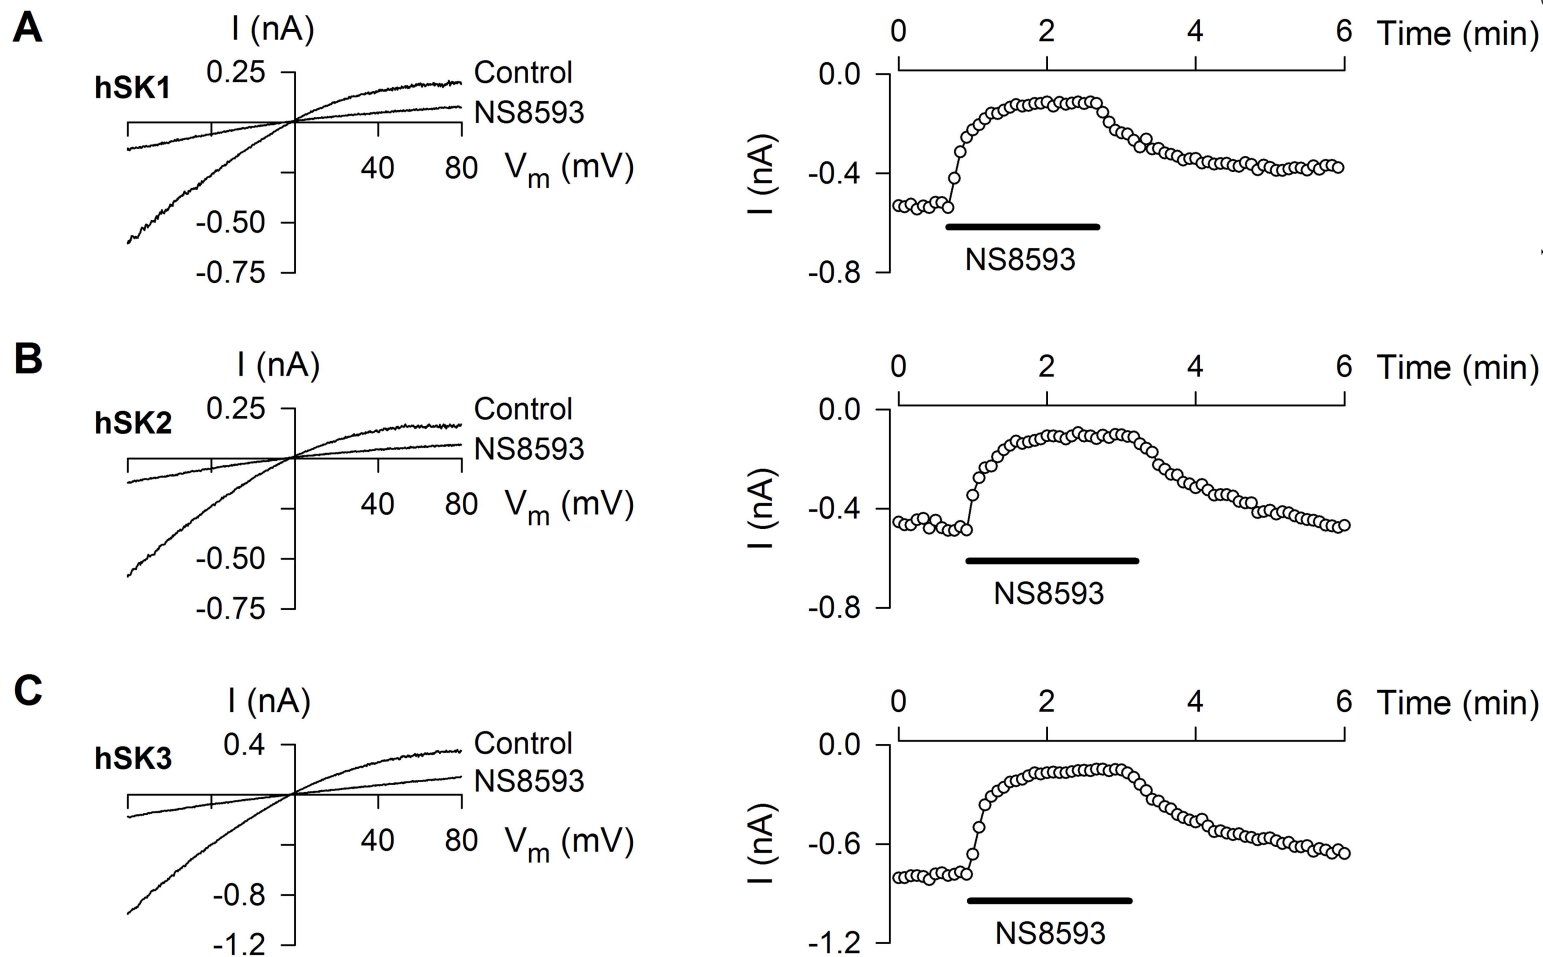 A
I (nA)
0 2 4 6 Time (min)
hSK1
0.25
Control
NS8593
40 80 Vm (mV)
-0.50
-0.75
0.0
-0.4
-0.8
I (nA)
NS8593
B
I (nA)
0 2 4 6 Time (min)
hSK2
0.25
Control
NS8593
40 80 Vm (mV)
-0.50
-0.75
0.0
-0.4
-0.8
I (nA)
NS8593
C
I (nA)
0 2 4 6 Time (min)
hSK3
0.4
Control
NS8593
40 80 Vm (mV)
-0.8
-1.2
0.0
-0.6
-1.2
I (nA)
NS8593